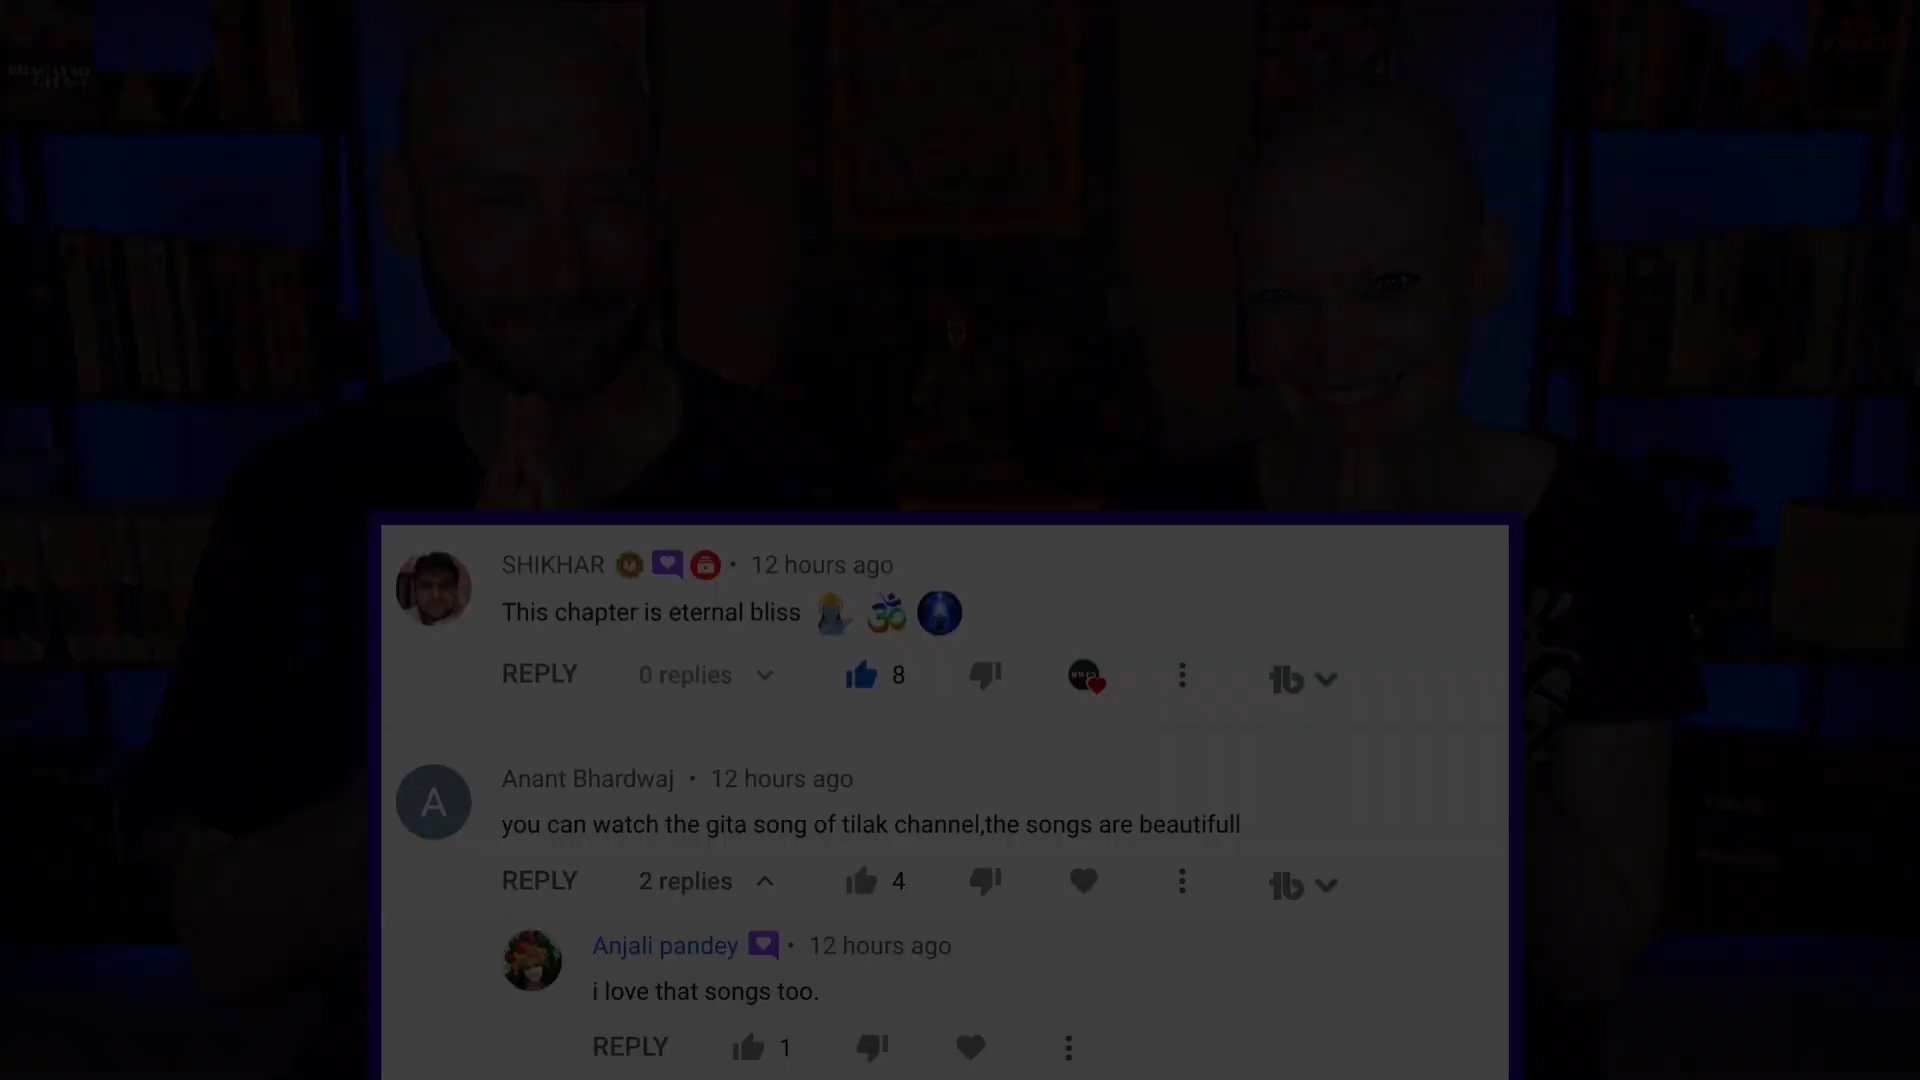 BHAGAVAD
GITA
SHIKHAR • 12 hours ago
This chapter is eternal bliss 🕉
REPLY 0 replies 8
Anant Bhardwaj • 12 hours ago
A
you can watch the gita song of tilak channel,the songs are beautifull
REPLY 2 replies 4
Anjali pandey • 12 hours ago
i love that songs too.
REPLY 1